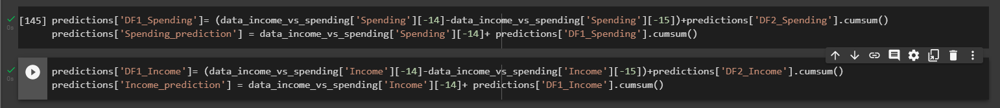 [145] predictions['DF1_Spending']= (data_income_vs_spending['Spending'][-14]-data_income_vs_spending['Spending'][-15])+predictions['DF2_Spending'].cumsum()
0s
predictions['Spending_prediction'] = data_income_vs_spending['Spending'][-14]+ predictions['DF1_Spending'].cumsum()
predictions['DF1_Income']= (data_income_vs_spending['Income'][-14]-data_income_vs_spending['Income'][-15])+predictions['DF2_Income'].cumsum()
0s
predictions['Income_prediction'] = data_income_vs_spending['Income'][-14]+ predictions['DF1_Income'].cumsum()